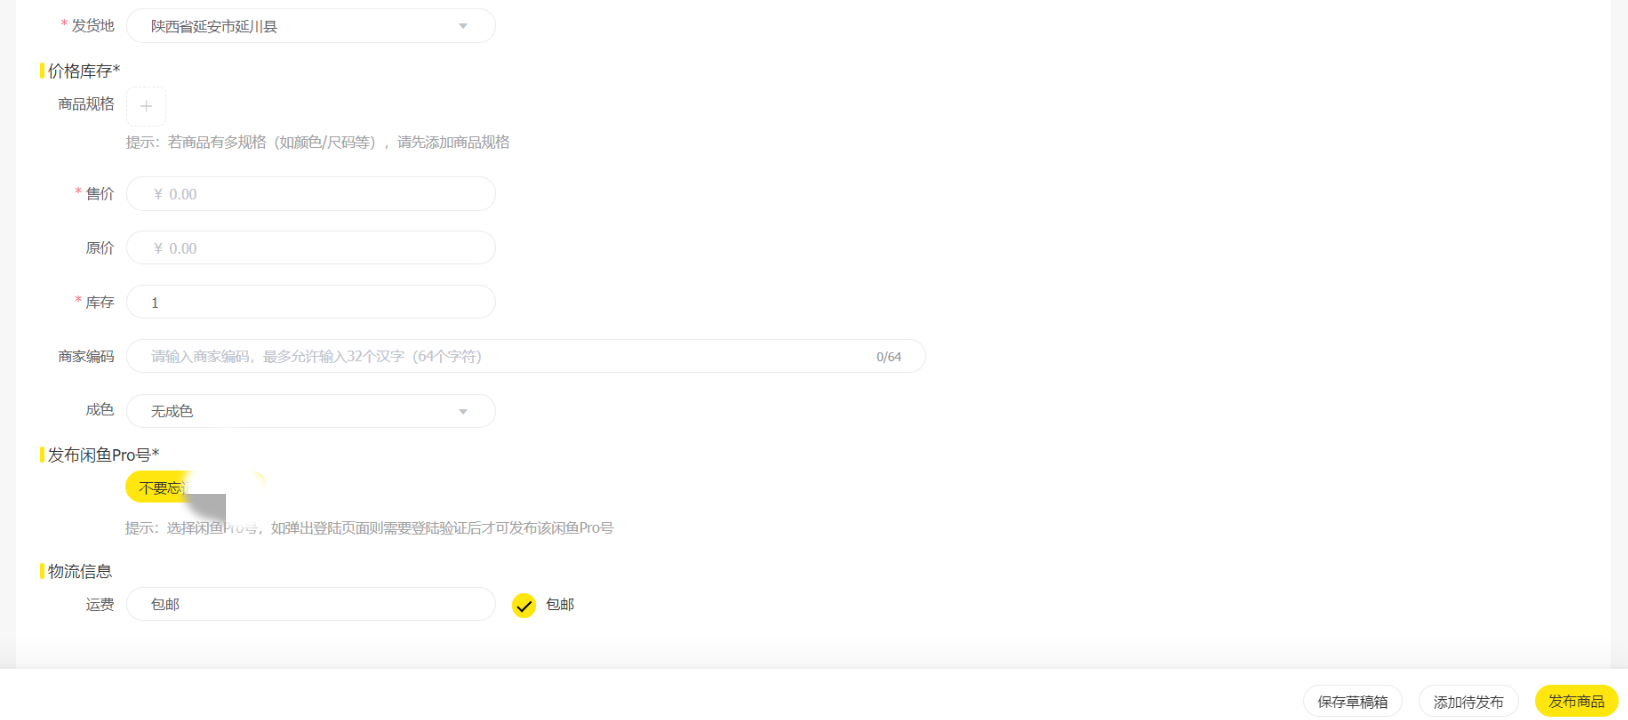 * 发货地 陕西省延安市延川县
价格库存*
商品规格 +
提示：若商品有多规格（如颜色/尺码等），请先添加商品规格
* 售价 ¥ 0.00
原价 ¥ 0.00
* 库存 1
商家编码 请输入商家编码，最多允许输入32个汉字（64个字符） 0/64
成色 无成色
发布闲鱼Pro号*
不要忘
提示：选择闲鱼Pro号，如弹出登陆页面则需要登陆验证后才可发布该闲鱼Pro号
物流信息
运费 包邮 包邮
保存草稿箱 添加待发布 发布商品